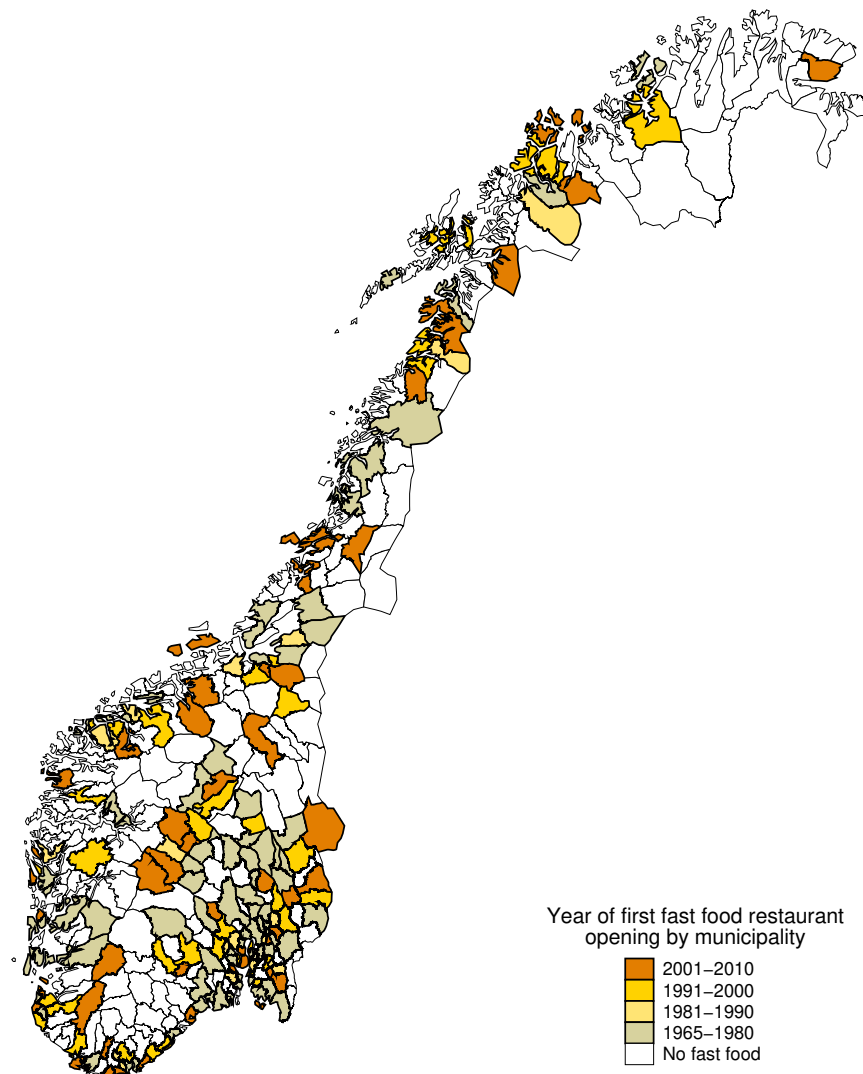 Year of first fast food restaurant
opening by municipality
2001−2010
1991−2000
1981−1990
1965−1980
No fast food